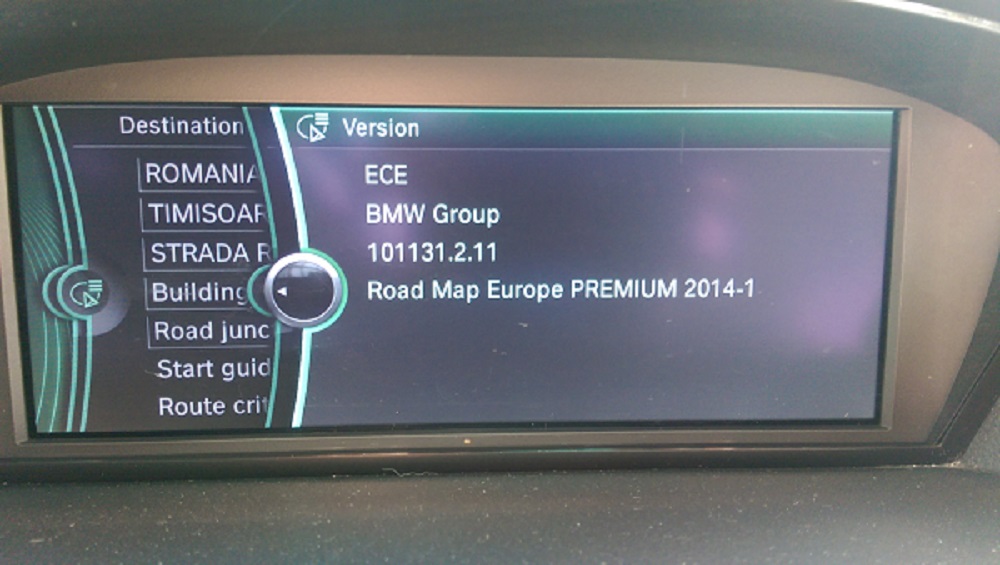 Destination
ROMANIA
TIMISOAR
STRADA R
Building
Road junc
Start guid
Route crit
Version
ECE
BMW Group
101131.2.11
Road Map Europe PREMIUM 2014-1